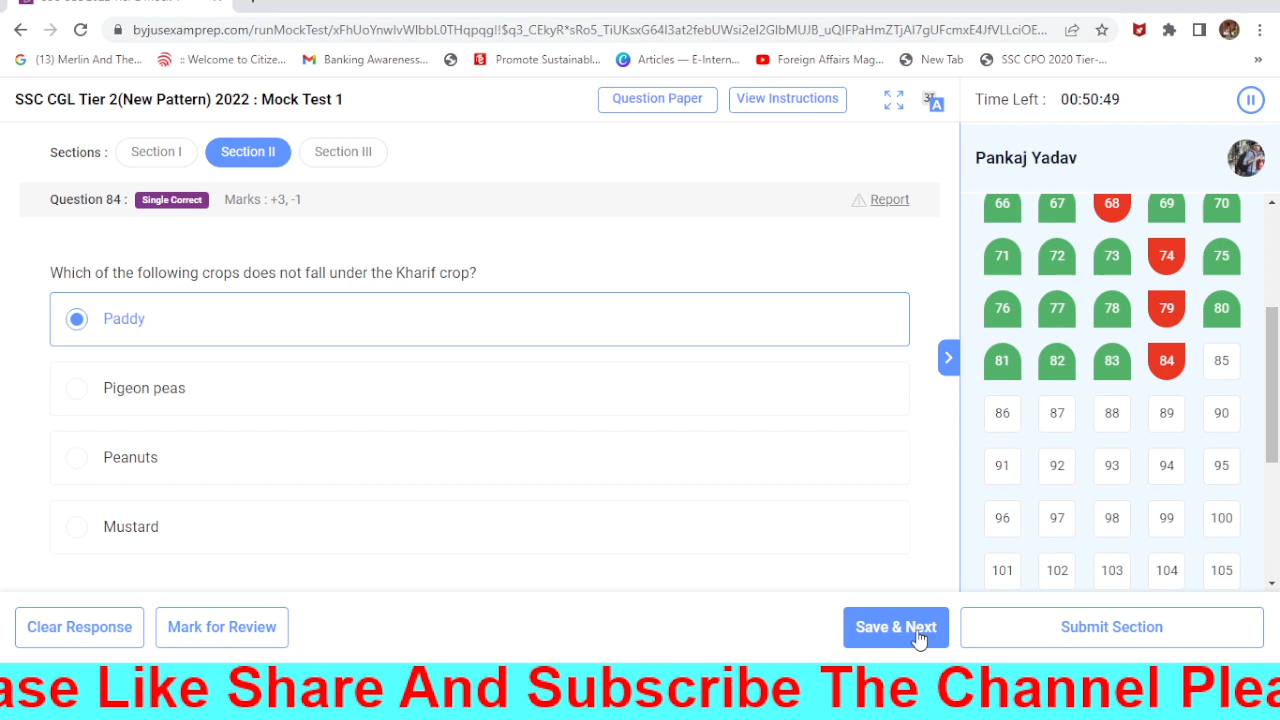 byjusexamprep.com/runMockTest/xFhUoYnwlvWlbbL0THqpqg!!$q3_CEkyR*sRo5_TiUKsxG64l3at2febUWsi2eI2GlbMUJB_uQlFPaHmZTjAl7gUFcmxE4JfVLLciOE...
(13) Merlin And The...
:: Welcome to Citize...
Banking Awareness...
Promote Sustainabl...
Articles — E-Intern...
Foreign Affairs Mag...
New Tab
SSC CPO 2020 Tier-...
»
SSC CGL Tier 2(New Pattern) 2022 : Mock Test 1
Question Paper
View Instructions
Time Left : 00:50:49
Sections :
Section I
Section II
Section III
Pankaj Yadav
Question 84 :
Single Correct
Marks : +3, -1
Report
Which of the following crops does not fall under the Kharif crop?
Paddy
Pigeon peas
Peanuts
Mustard
66 67 68 69 70
71 72 73 74 75
76 77 78 79 80
81 82 83 84 85
86 87 88 89 90
91 92 93 94 95
96 97 98 99 100
101 102 103 104 105
Clear Response
Mark for Review
Save & Next
Submit Section
ase Like Share And Subscribe The Channel Plea